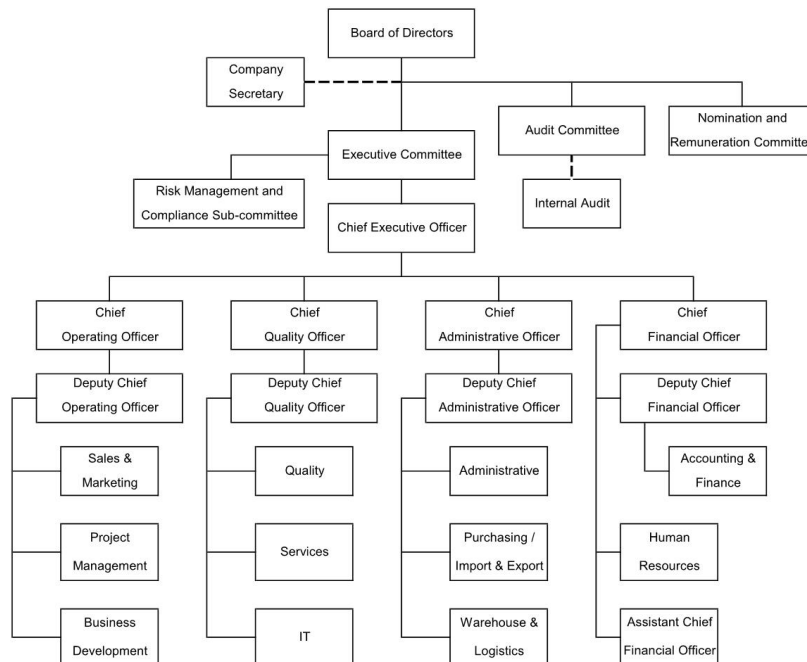 Board of Directors
Company
Secretary
Audit Committee
Nomination and
Remuneration Committe
Executive Committee
Risk Management and
Compliance Sub-committee
Internal Audit
Chief Executive Officer
Chief
Operating Officer
Chief
Quality Officer
Chief
Administrative Officer
Chief
Financial Officer
Deputy Chief
Operating Officer
Deputy Chief
Quality Officer
Deputy Chief
Administrative Officer
Deputy Chief
Financial Officer
Sales &
Marketing
Quality
Administrative
Accounting &
Finance
Project
Management
Services
Purchasing /
Import & Export
Human
Resources
Business
Development
IT
Warehouse &
Logistics
Assistant Chief
Financial Officer